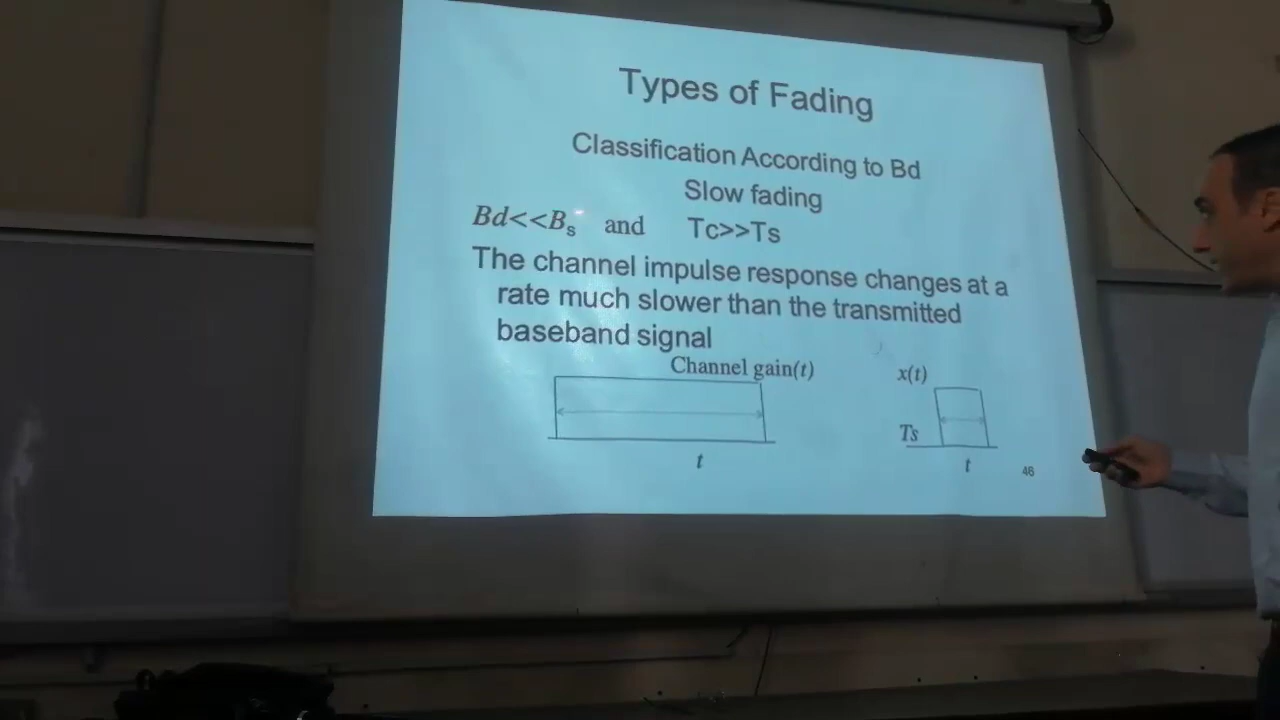 Types of Fading
Classification According to Bd
Slow fading
Bd<<Bs and Tc>>Ts
The channel impulse response changes at a
rate much slower than the transmitted
baseband signal
Channel gain(t)
x(t)
Ts
t
t
46